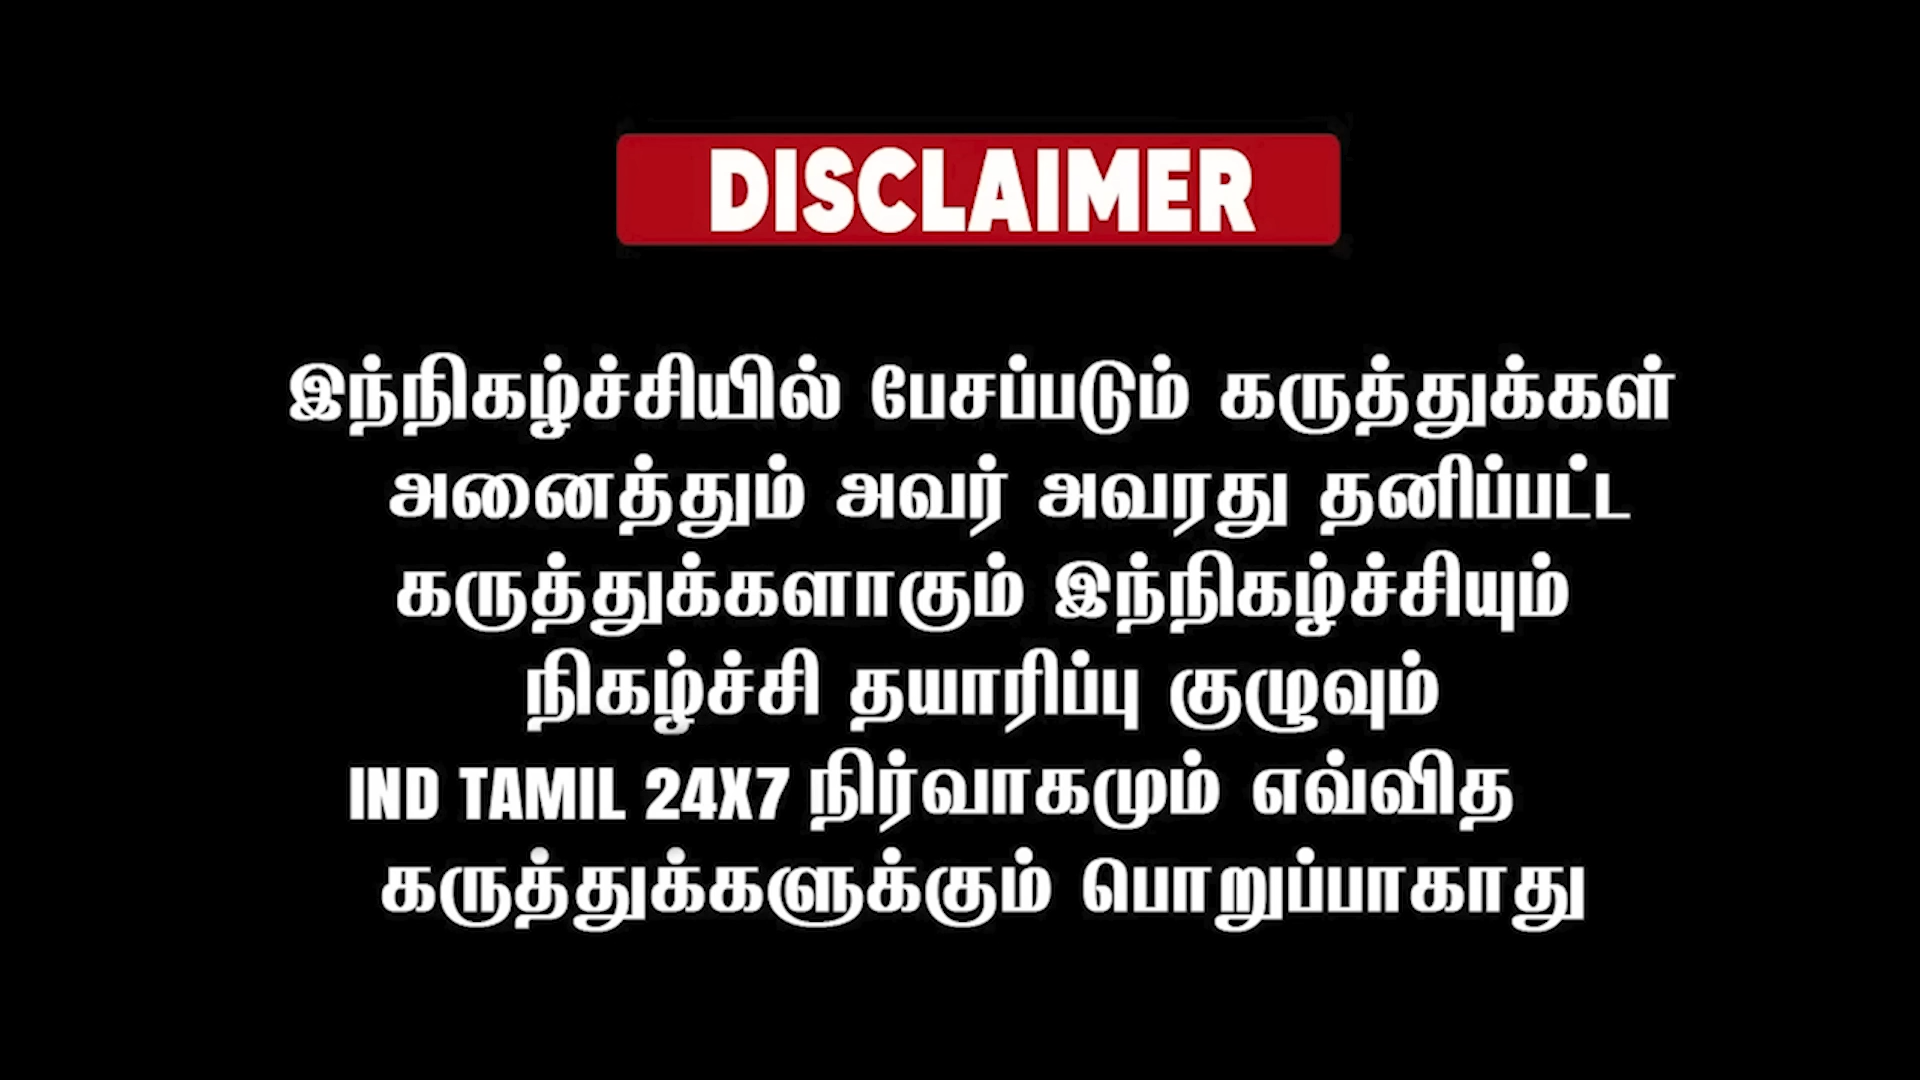 DISCLAIMER
இந்நிகழ்ச்சியில் பேசப்படும் கருத்துக்கள்
அனைத்தும் அவர் அவரது தனிப்பட்ட
கருத்துக்களாகும் இந்நிகழ்ச்சியும்
நிகழ்ச்சி தயாரிப்பு குழுவும்
IND TAMIL 24X7 நிர்வாகமும் எவ்வித
கருத்துக்களுக்கும் பொறுப்பாகாது